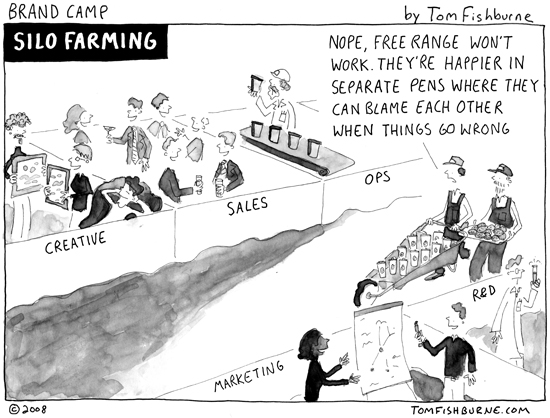 BRAND CAMP
by Tom Fishburne
SILO FARMING
NOPE, FREE RANGE WON'T
WORK. THEY'RE HAPPIER IN
SEPARATE PENS WHERE THEY
CAN BLAME EACH OTHER
WHEN THINGS GO WRONG
CREATIVE
SALES
OPS
R&D
MARKETING
© 2008
TOMFISHBURNE.COM